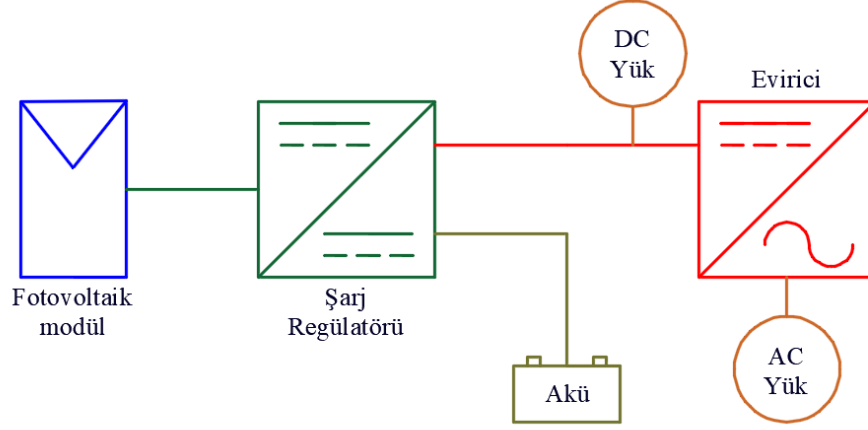 DC
Yük
Evirici
Fotovoltaik
modül
Şarj
Regülatörü
Akü
AC
Yük